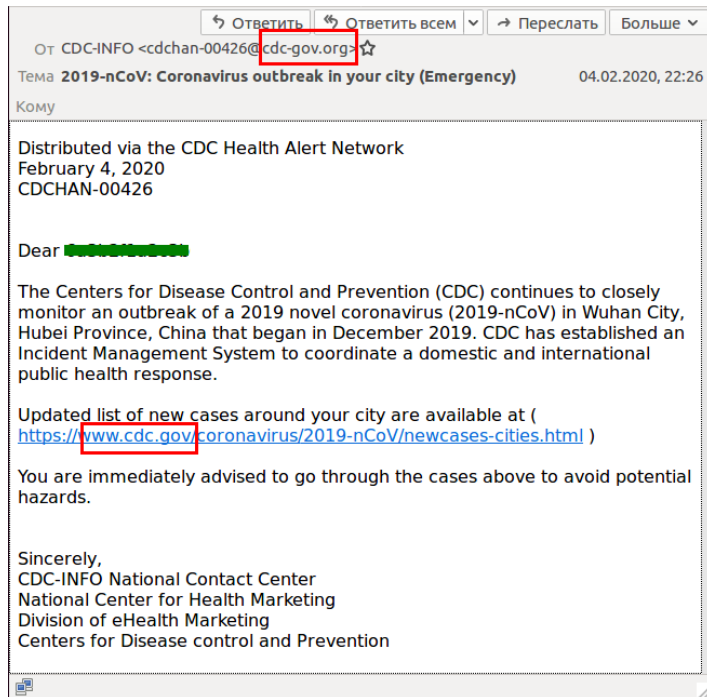 Ответить Ответить всем Переслать Больше
От CDC-INFO <cdchan-00426@cdc-gov.org>
Тема 2019-nCoV: Coronavirus outbreak in your city (Emergency) 04.02.2020, 22:26
Кому
Distributed via the CDC Health Alert Network
February 4, 2020
CDCHAN-00426
Dear
The Centers for Disease Control and Prevention (CDC) continues to closely
monitor an outbreak of a 2019 novel coronavirus (2019-nCoV) in Wuhan City,
Hubei Province, China that began in December 2019. CDC has established an
Incident Management System to coordinate a domestic and international
public health response.
Updated list of new cases around your city are available at (
https://www.cdc.gov/coronavirus/2019-nCoV/newcases-cities.html )
You are immediately advised to go through the cases above to avoid potential
hazards.
Sincerely,
CDC-INFO National Contact Center
National Center for Health Marketing
Division of eHealth Marketing
Centers for Disease control and Prevention